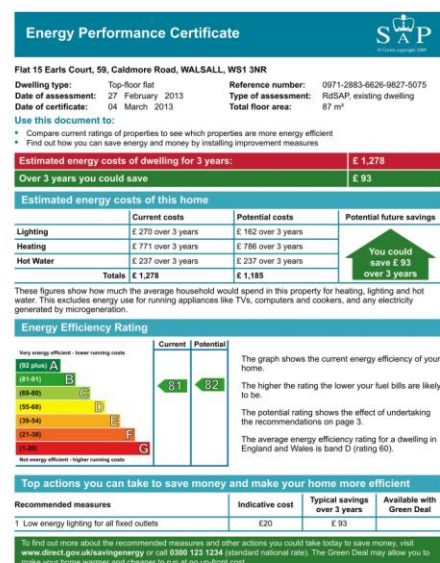 Energy Performance Certificate
SAP
© Crown copyright 2009
Flat 15 Earls Court, 59, Caldmore Road, WALSALL, WS1 3NR
Dwelling type: Top-floor flat Reference number: 0971-2883-6626-9827-5075
Date of assessment: 27 February 2013 Type of assessment: RdSAP, existing dwelling
Date of certificate: 04 March 2013 Total floor area: 87 m²
Use this document to:
• Compare current ratings of properties to see which properties are more energy efficient
• Find out how you can save energy and money by installing improvement measures
Estimated energy costs of dwelling for 3 years: £ 1,278
Over 3 years you could save £ 93
Estimated energy costs of this home
Current costs Potential costs Potential future savings
Lighting £ 270 over 3 years £ 162 over 3 years
Heating £ 771 over 3 years £ 786 over 3 years
Hot Water £ 237 over 3 years £ 237 over 3 years
Totals £ 1,278 £ 1,185
You could
save £ 93
over 3 years
These figures show how much the average household would spend in this property for heating, lighting and hot
water. This excludes energy use for running appliances like TVs, computers and cookers, and any electricity
generated by microgeneration.
Energy Efficiency Rating
Current Potential
Very energy efficient - lower running costs
(92 plus) A
(81-91) B
(69-80) C
(55-68) D
(39-54) E
(21-38) F
(1-20) G
Not energy efficient - higher running costs
81 82
The graph shows the current energy efficiency of your
home.
The higher the rating the lower your fuel bills are likely
to be.
The potential rating shows the effect of undertaking
the recommendations on page 3.
The average energy efficiency rating for a dwelling in
England and Wales is band D (rating 60).
Top actions you can take to save money and make your home more efficient
Recommended measures Indicative cost Typical savings over 3 years Available with Green Deal
1 Low energy lighting for all fixed outlets £20 £ 93
To find out more about the recommended measures and other actions you could take today to save money, visit
www.direct.gov.uk/savingenergy or call 0300 123 1234 (standard national rate). The Green Deal may allow you to
make your home warmer and cheaper to run at no up-front cost.